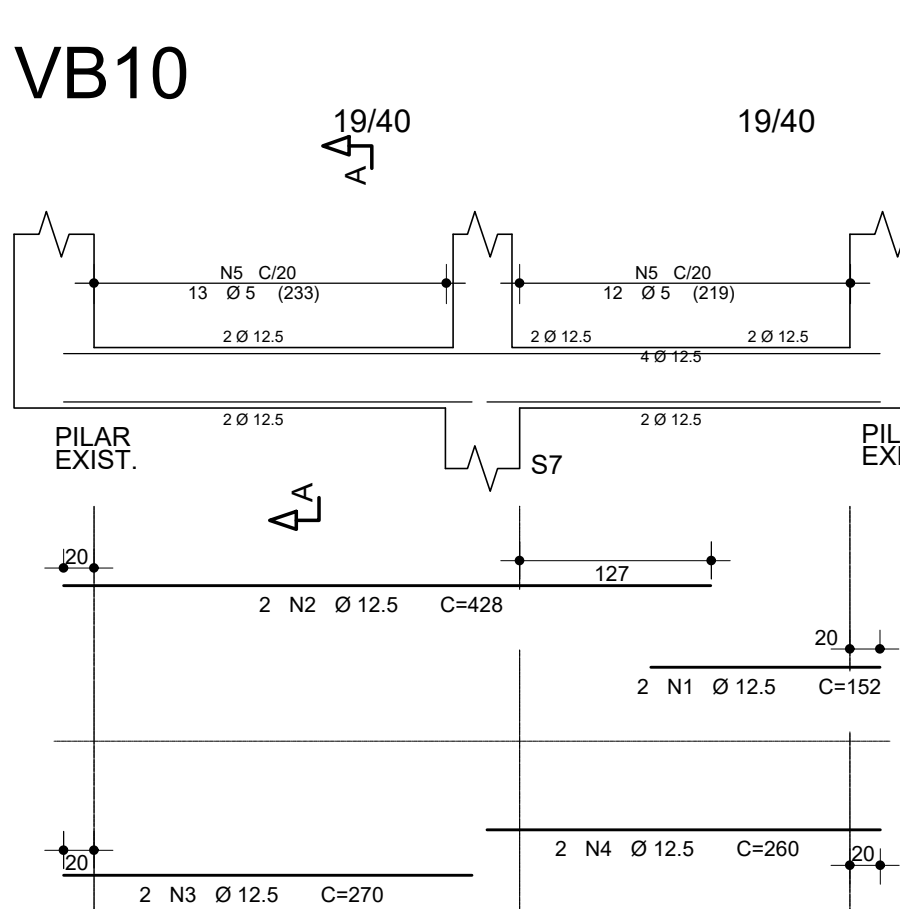 VB10
19/40 19/40
A
N5 C/20 N5 C/20
13 Ø 5 (233) 12 Ø 5 (219)
2 Ø 12.5 2 Ø 12.5 2 Ø 12.5
4 Ø 12.5
2 Ø 12.5 2 Ø 12.5
PILAR
EXIST.
PIL
S7
A
20
127
2 N2 Ø 12.5 C=428
20
2 N1 Ø 12.5 C=152
2 N4 Ø 12.5 C=260
20 20
2 N3 Ø 12.5 C=270